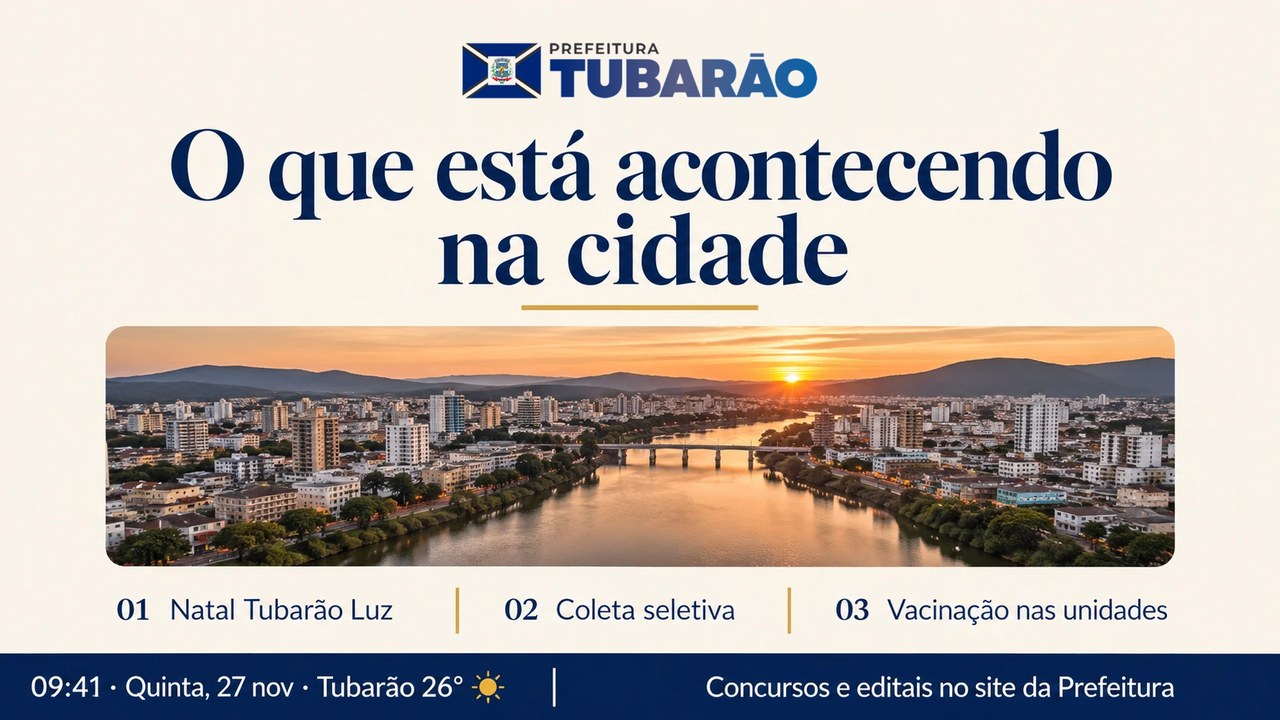 PREFEITURA
TUBARÃO
O que está acontecendo
na cidade
01 Natal Tubarão Luz
02 Coleta seletiva
03 Vacinação nas unidades
09:41 · Quinta, 27 nov · Tubarão 26°
Concursos e editais no site da Prefeitura